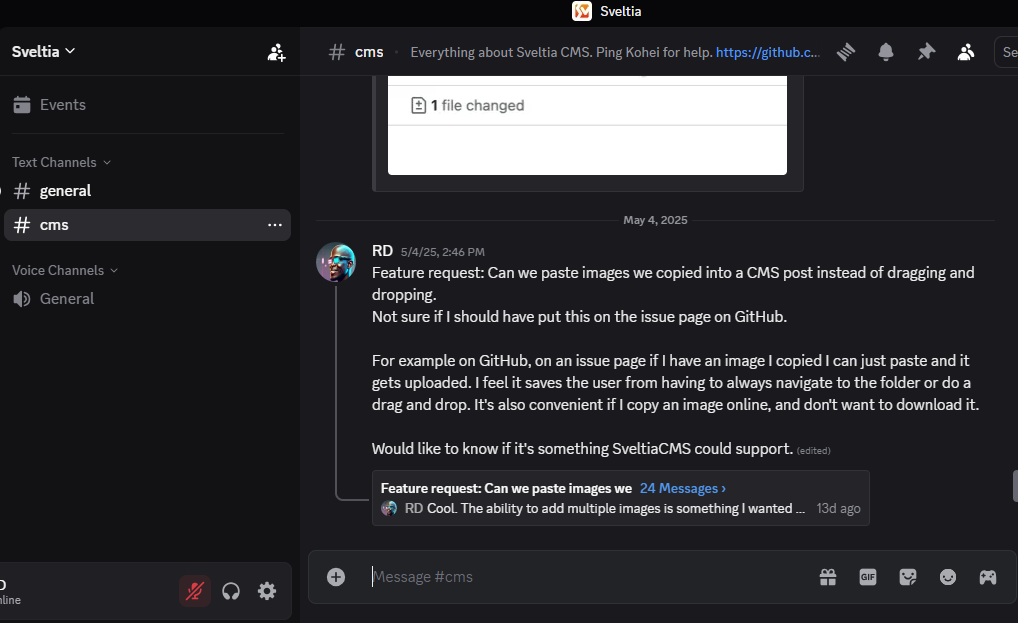 Sveltia
Sveltia
cms
Everything about Sveltia CMS. Ping Kohei for help. https://github.c...
Se
Events
1 file changed
Text Channels
general
cms
Voice Channels
General
May 4, 2025
RD 5/4/25, 2:46 PM
Feature request: Can we paste images we copied into a CMS post instead of dragging and
dropping.
Not sure if I should have put this on the issue page on GitHub.
For example on GitHub, on an issue page if I have an image I copied I can just paste and it
gets uploaded. I feel it saves the user from having to always navigate to the folder or do a
drag and drop. It's also convenient if I copy an image online, and don't want to download it.
Would like to know if it's something SveltiaCMS could support. (edited)
Feature request: Can we paste images we 24 Messages ›
RD Cool. The ability to add multiple images is something I wanted ... 13d ago
D
nline
Message #cms
GIF